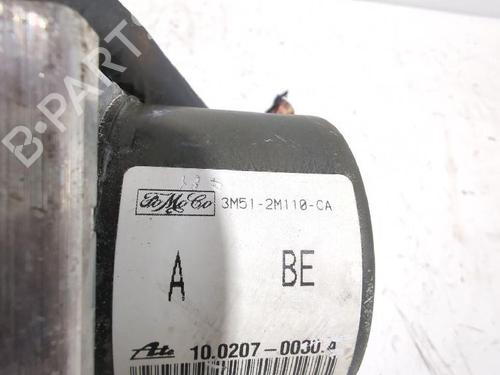 B-PARTS
FoMoCo 3M51-2M110-CA
A BE
Ate 10.0207-0030.4